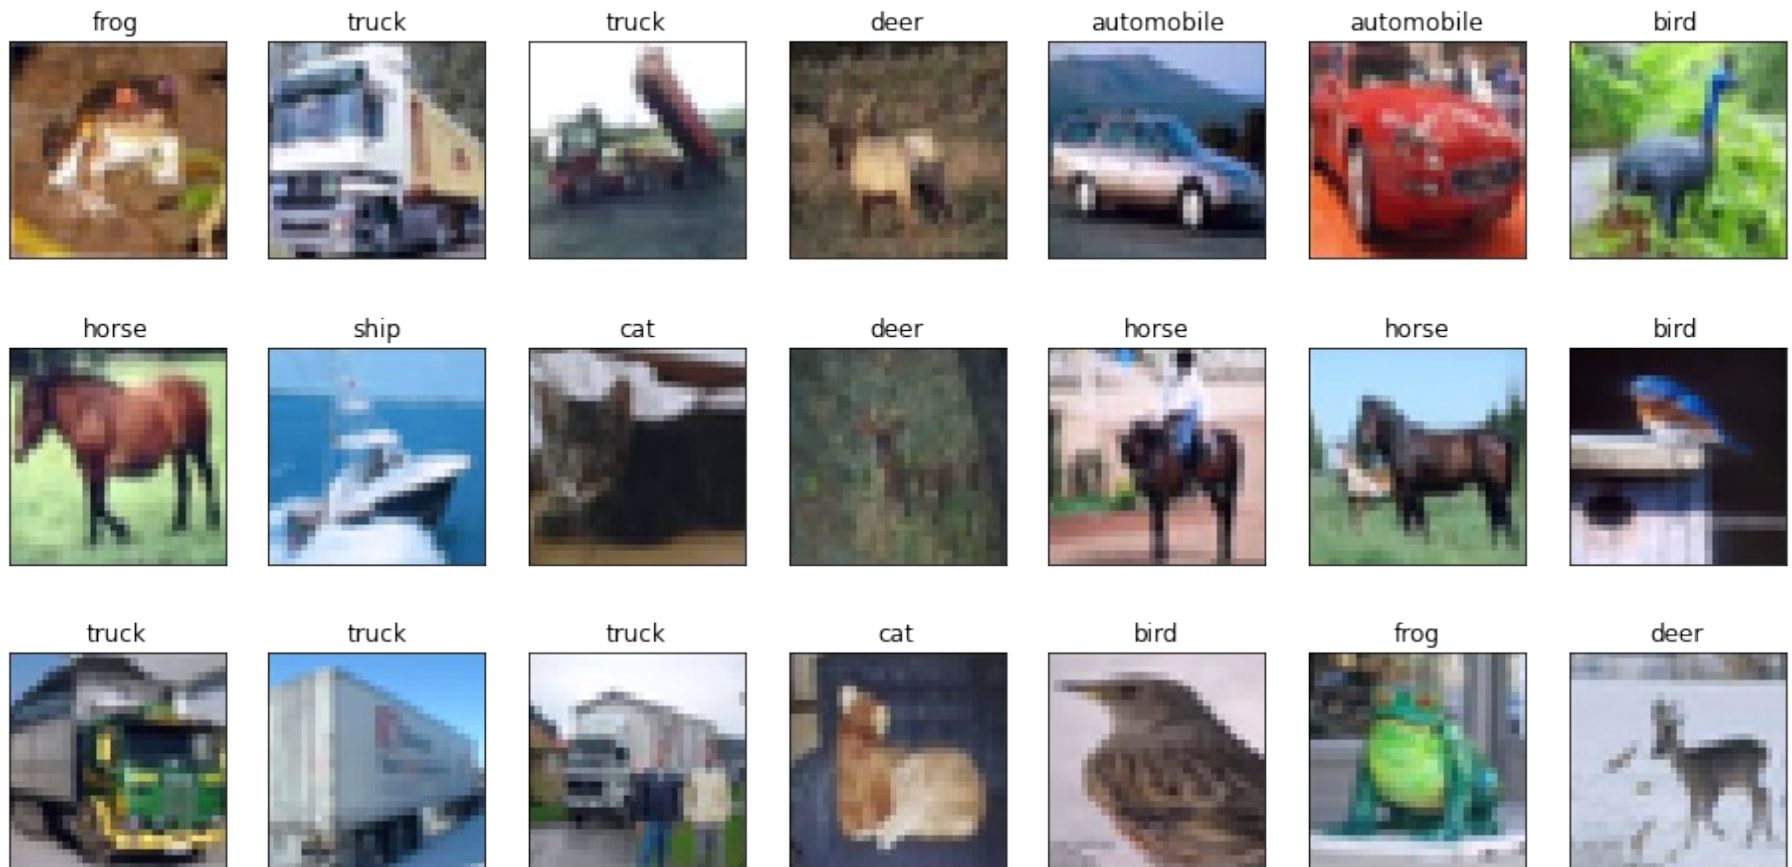 frog truck truck deer automobile automobile bird
horse ship cat deer horse horse bird
truck truck truck cat bird frog deer